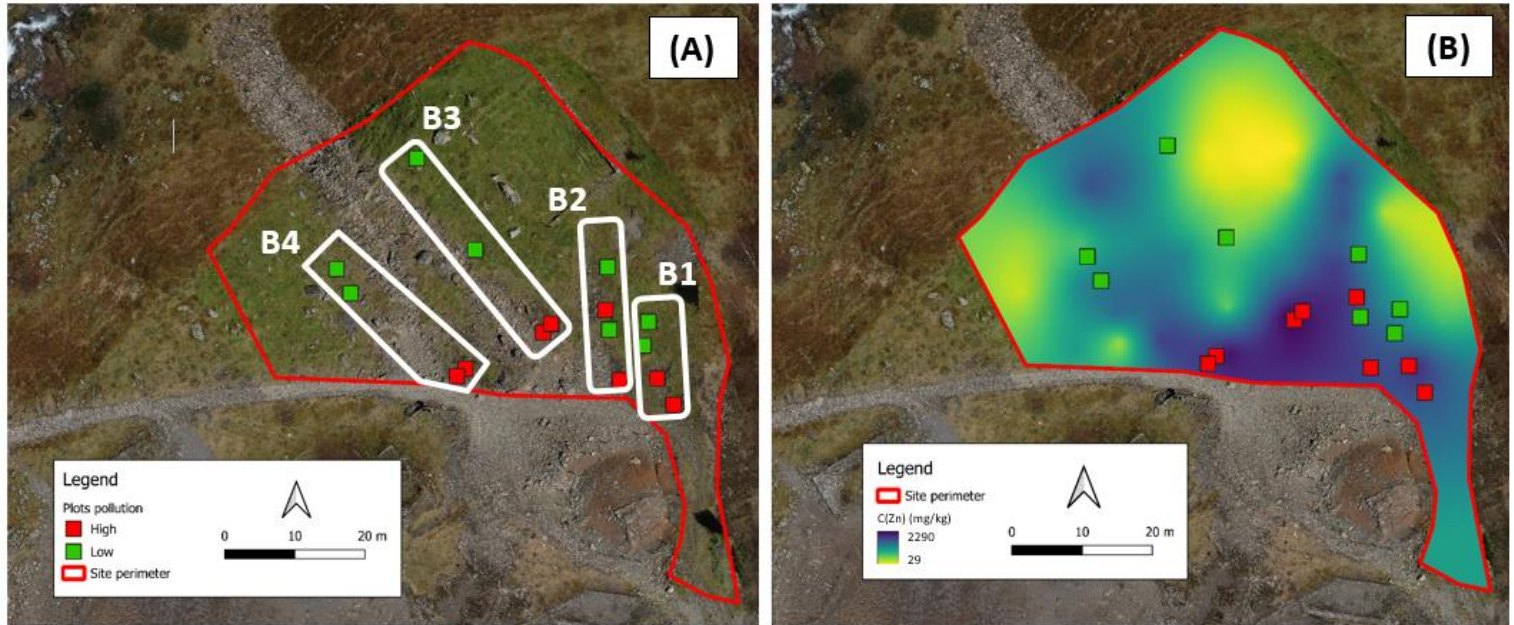 (A)
B3
B2
B4
B1
Legend
Plots pollution
High
Low
Site perimeter
0 10 20 m
(B)
Legend
Site perimeter
C(Zn) (mg/kg)
2290
29
0 10 20 m